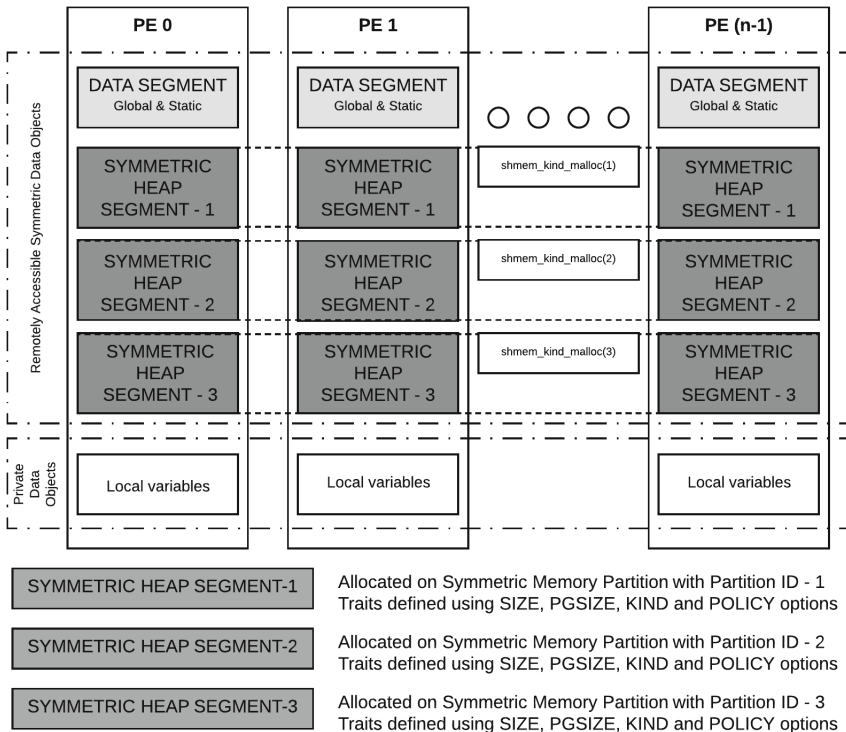 PE 0
PE 1
PE (n-1)
Remotely Accessible Symmetric Data Objects
DATA SEGMENT
Global & Static
DATA SEGMENT
Global & Static
DATA SEGMENT
Global & Static
SYMMETRIC
HEAP
SEGMENT - 1
SYMMETRIC
HEAP
SEGMENT - 1
shmem_kind_malloc(1)
SYMMETRIC
HEAP
SEGMENT - 1
SYMMETRIC
HEAP
SEGMENT - 2
SYMMETRIC
HEAP
SEGMENT - 2
shmem_kind_malloc(2)
SYMMETRIC
HEAP
SEGMENT - 2
SYMMETRIC
HEAP
SEGMENT - 3
SYMMETRIC
HEAP
SEGMENT - 3
shmem_kind_malloc(3)
SYMMETRIC
HEAP
SEGMENT - 3
Private
Data
Objects
Local variables
Local variables
Local variables
SYMMETRIC HEAP SEGMENT-1
Allocated on Symmetric Memory Partition with Partition ID - 1
Traits defined using SIZE, PGSIZE, KIND and POLICY options
SYMMETRIC HEAP SEGMENT-2
Allocated on Symmetric Memory Partition with Partition ID - 2
Traits defined using SIZE, PGSIZE, KIND and POLICY options
SYMMETRIC HEAP SEGMENT-3
Allocated on Symmetric Memory Partition with Partition ID - 3
Traits defined using SIZE, PGSIZE, KIND and POLICY options